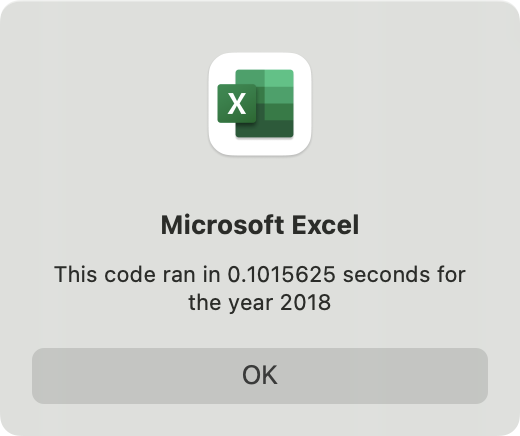 X
Microsoft Excel
This code ran in 0.1015625 seconds for
the year 2018
OK